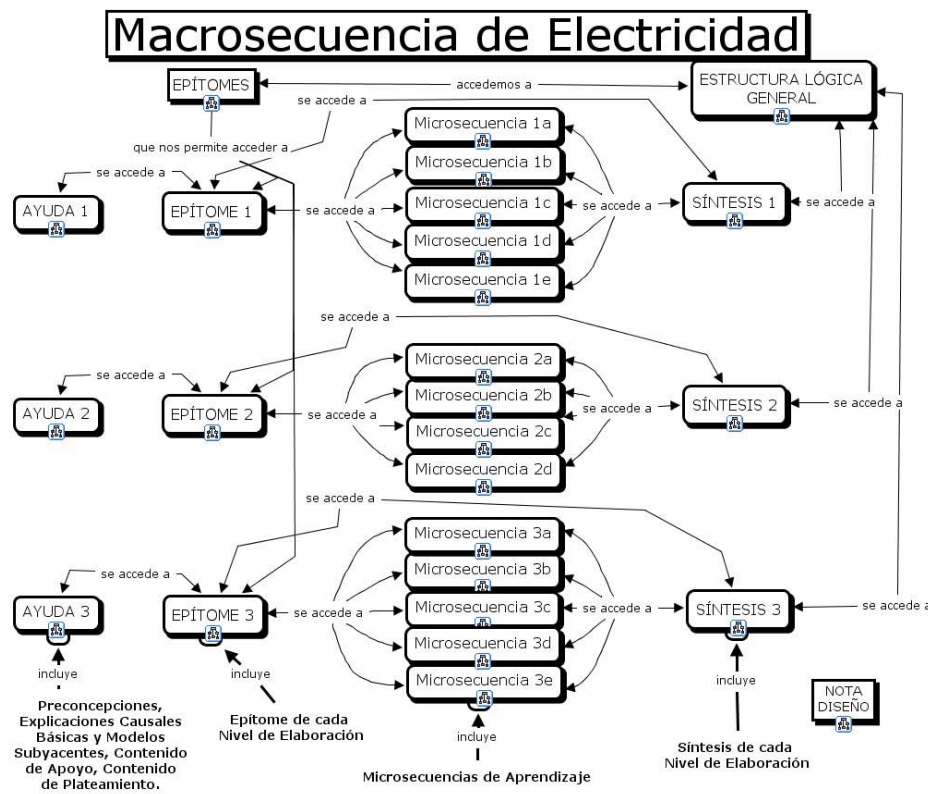 Macrosecuencia de Electricidad
EPÍTOMES
accedemos a
ESTRUCTURA LÓGICA
GENERAL
se accede a
que nos permite acceder a
Microsecuencia 1a
Microsecuencia 1b
Microsecuencia 1c
Microsecuencia 1d
Microsecuencia 1e
se accede a
AYUDA 1
EPÍTOME 1
se accede a
se accede a
SÍNTESIS 1
se accede a
se accede a
Microsecuencia 2a
Microsecuencia 2b
Microsecuencia 2c
Microsecuencia 2d
se accede a
AYUDA 2
EPÍTOME 2
se accede a
se accede a
SÍNTESIS 2
se accede a
se accede a
Microsecuencia 3a
Microsecuencia 3b
Microsecuencia 3c
Microsecuencia 3d
Microsecuencia 3e
se accede a
AYUDA 3
EPÍTOME 3
se accede a
se accede a
SÍNTESIS 3
se accede a
incluye
Preconcepciones,
Explicaciones Causales
Básicas y Modelos
Subyacentes, Contenido
de Apoyo, Contenido
de Plateamiento.
incluye
Epítome de cada
Nivel de Elaboración
incluye
Microsecuencias de Aprendizaje
incluye
Síntesis de cada
Nivel de Elaboración
NOTA
DISEÑO